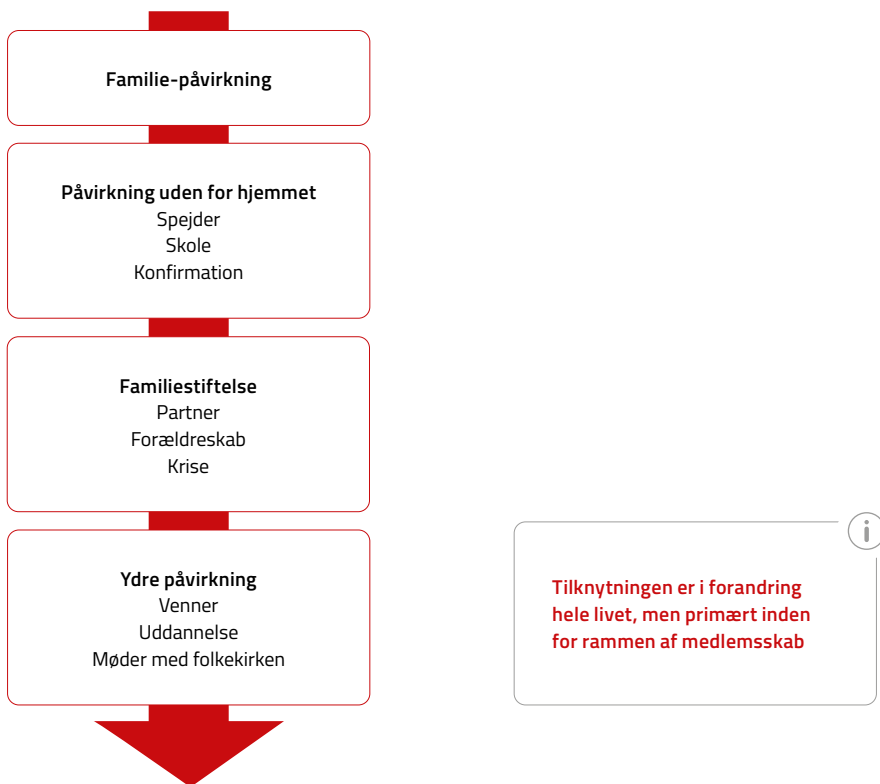 Familie-påvirkning
Påvirkning uden for hjemmet
Spejder
Skole
Konfirmation
Familiestiftelse
Partner
Forældreskab
Krise
Ydre påvirkning
Venner
Uddannelse
Møder med folkekirken
i
Tilknytningen er i forandring
hele livet, men primært inden
for rammen af medlemsskab